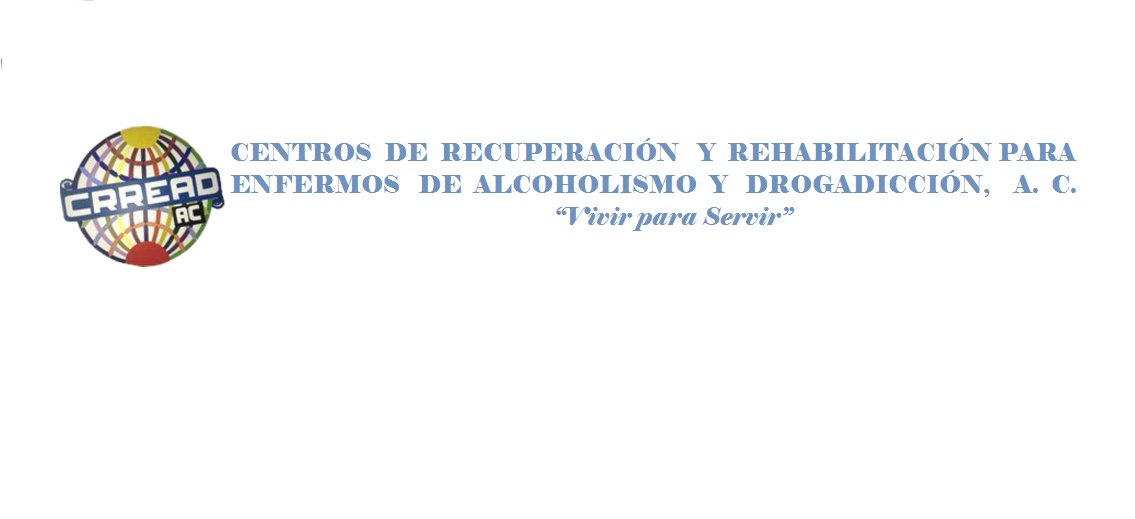 CRREAD
AC
CENTROS DE RECUPERACIÓN Y REHABILITACIÓN PARA
ENFERMOS DE ALCOHOLISMO Y DROGADICCIÓN, A. C.
“Vivir para Servir”